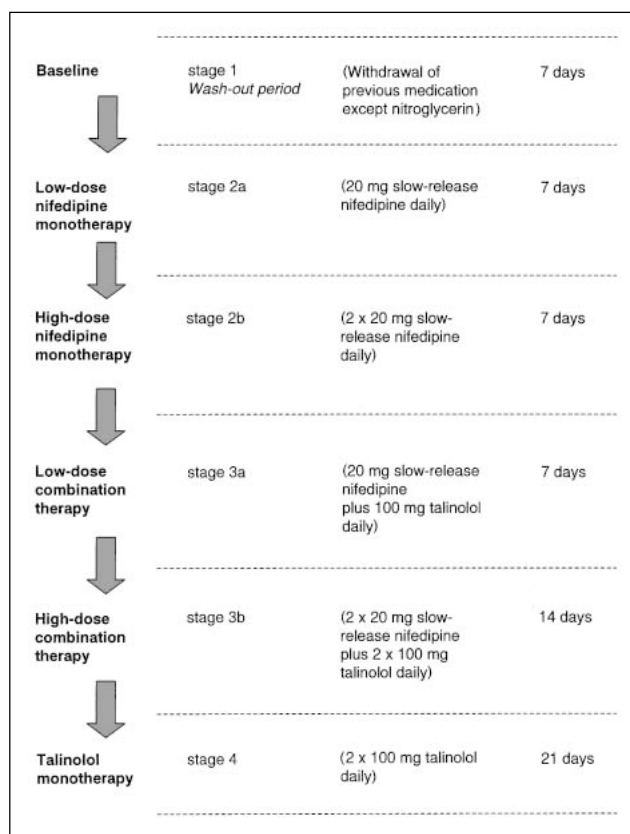 Baseline
stage 1
Wash-out period
(Withdrawal of
previous medication
except nitroglycerin)
7 days
Low-dose
nifedipine
monotherapy
stage 2a
(20 mg slow-release
nifedipine daily)
7 days
High-dose
nifedipine
monotherapy
stage 2b
(2 x 20 mg slow-
release nifedipine
daily)
7 days
Low-dose
combination
therapy
stage 3a
(20 mg slow-release
nifedipine
plus 100 mg talinolol
daily)
7 days
High-dose
combination
therapy
stage 3b
(2 x 20 mg slow-
release nifedipine
plus 2 x 100 mg
talinolol daily)
14 days
Talinolol
monotherapy
stage 4
(2 x 100 mg talinolol
daily)
21 days